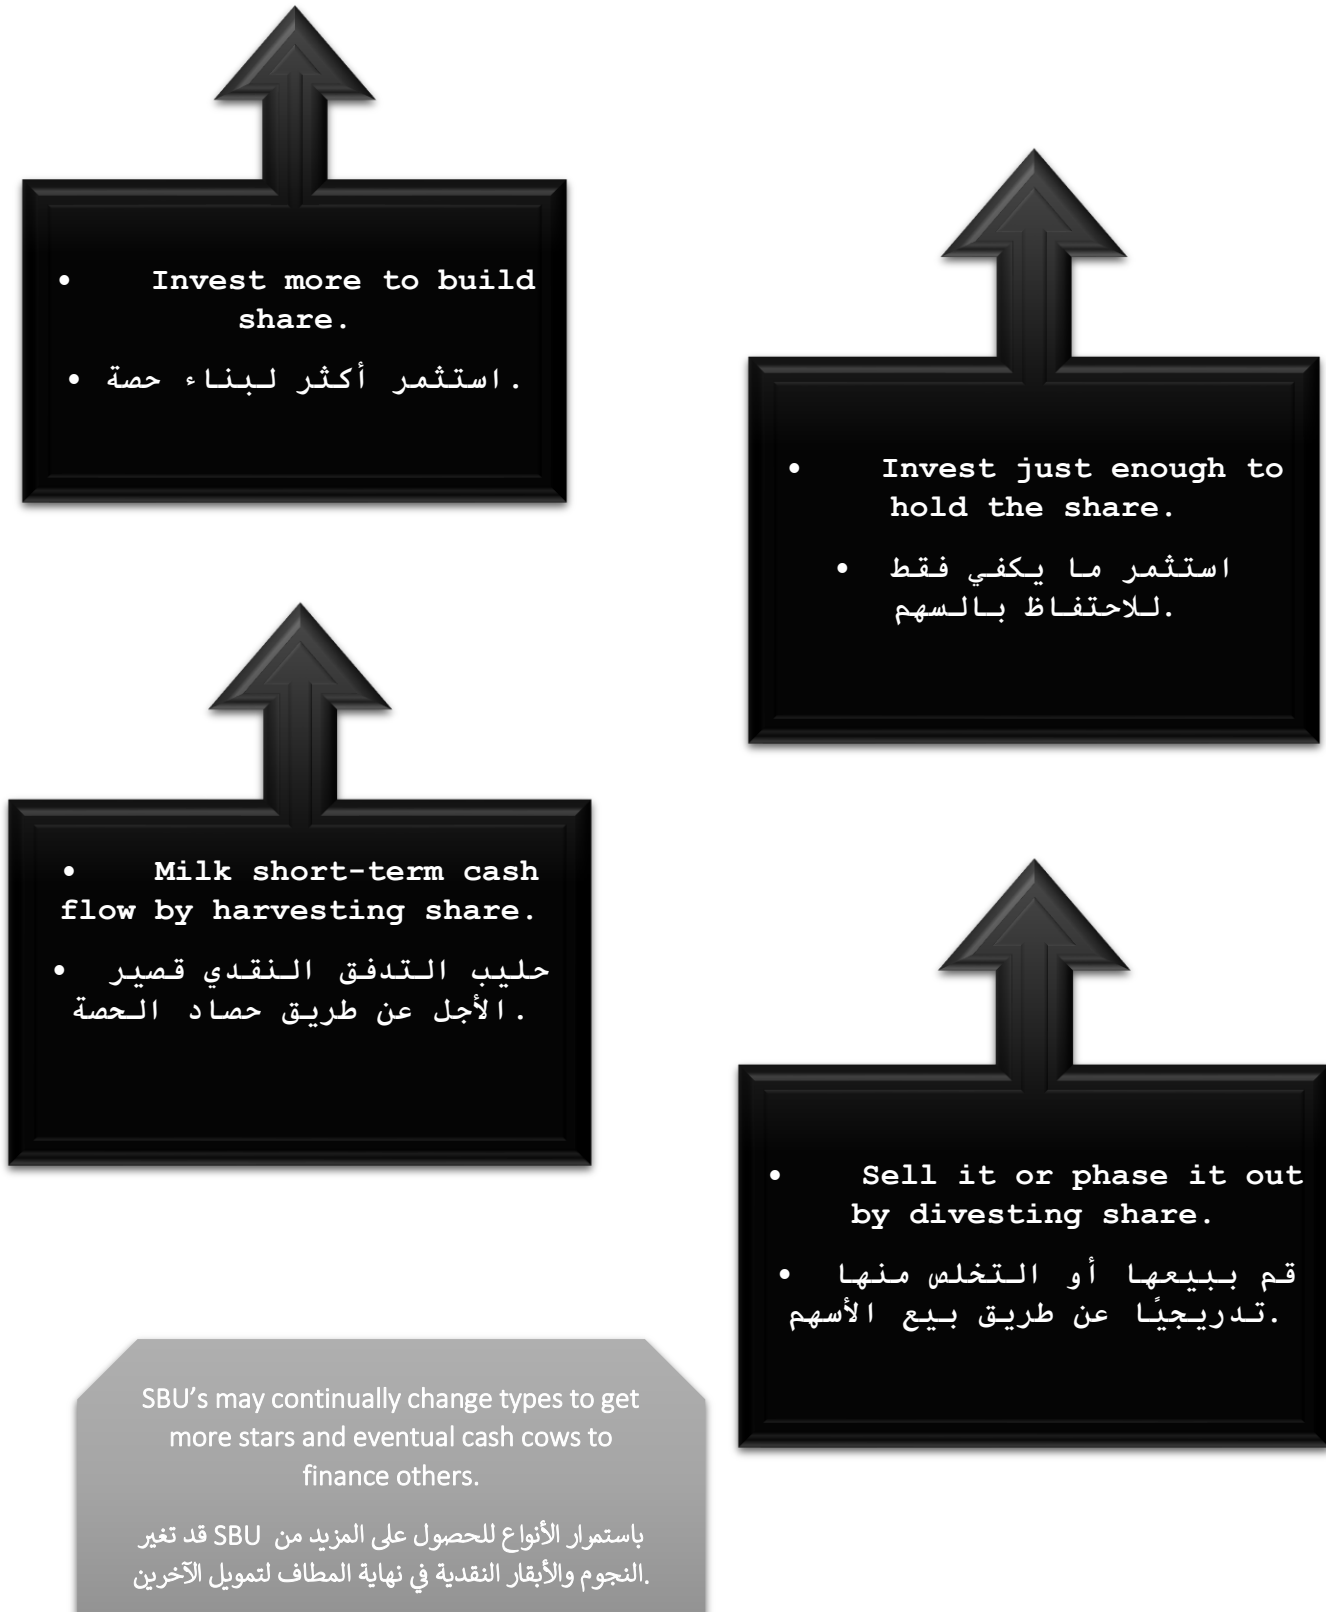 • Invest more to build
share.
• استثمر أكثر لبناء حصة.
• Invest just enough to
hold the share.
• استثمر ما يكفي فقط
للاحتفاظ بالسهم.
• Milk short-term cash
flow by harvesting share.
• حليب التدفق النقدي قصير
الأجل عن طريق حصاد الحصة.
• Sell it or phase it out
by divesting share.
• قم ببيعها أو التخلص منها
تدريجيًا عن طريق بيع الأسهم.
SBU’s may continually change types to get
more stars and eventual cash cows to
finance others.
باستمرار الأنواع للحصول على المزيد من SBU قد تغير
النجوم والأبقار النقدية في نهاية المطاف لتمويل الآخرين.